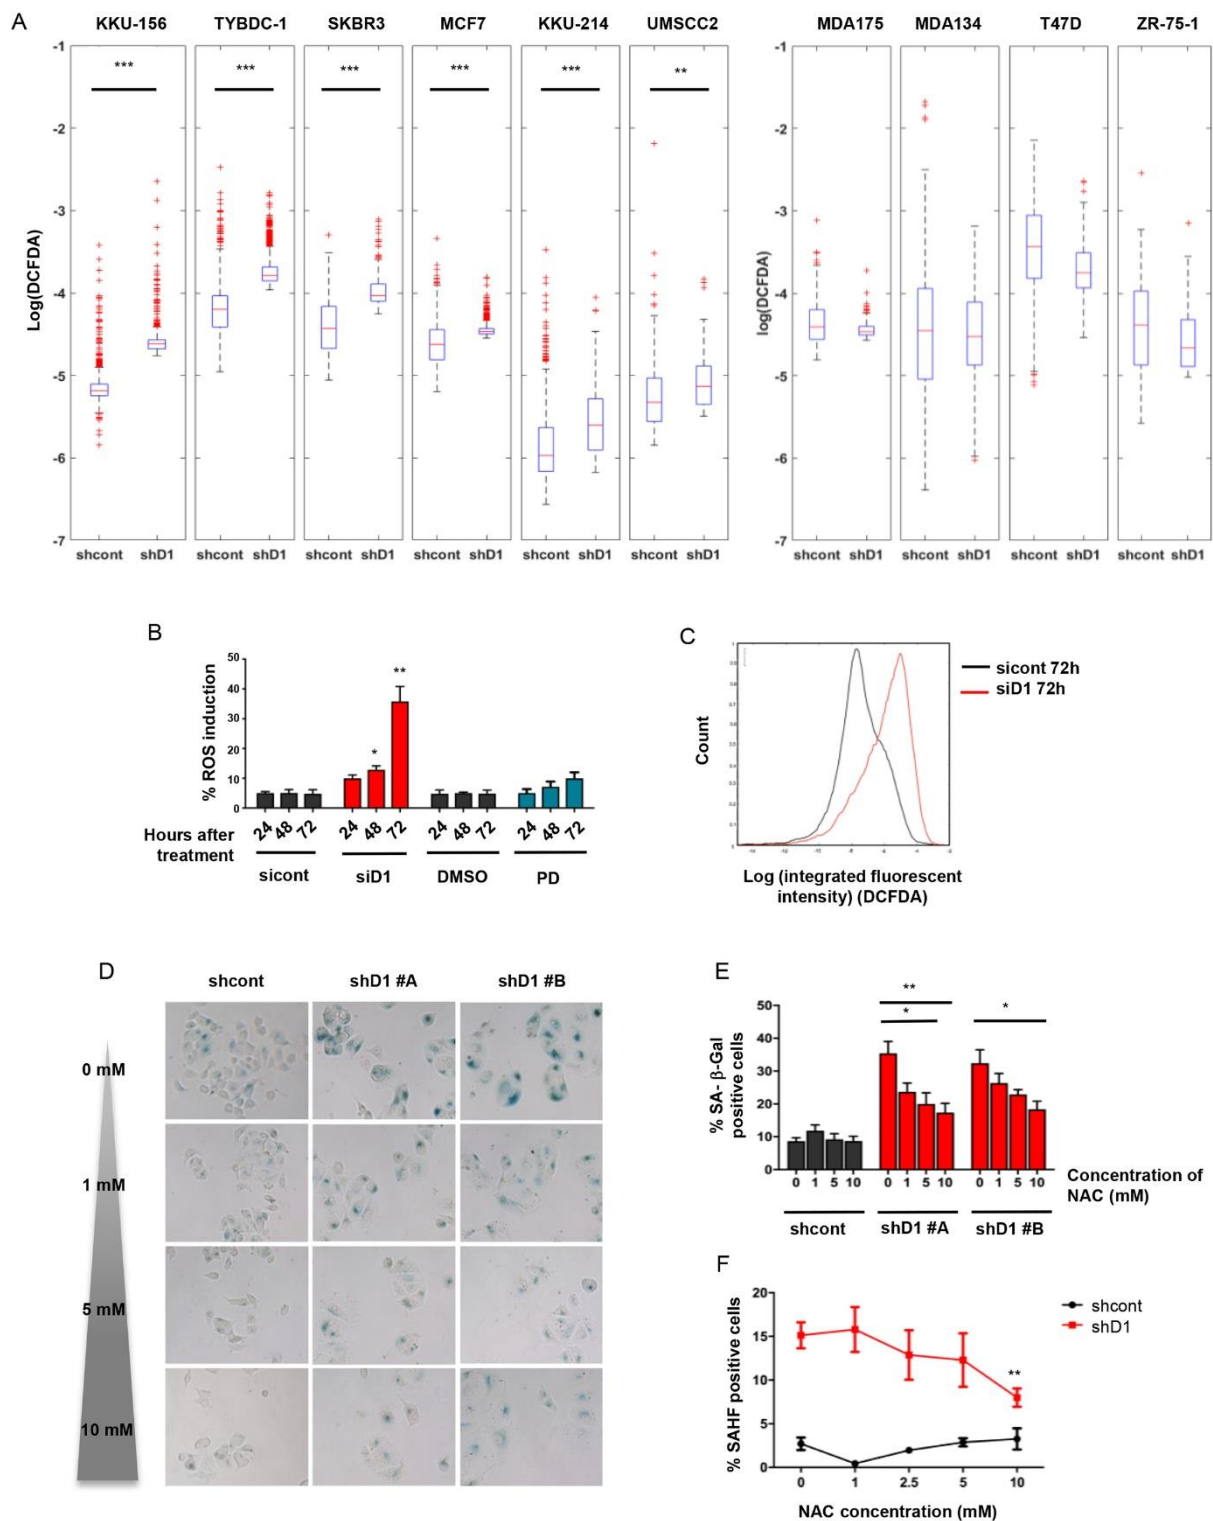 A
KKU-156 TYBDC-1 SKBR3 MCF7 KKU-214 UMSCC2 MDA175 MDA134 T47D ZR-75-1
-1 -1
*** *** *** *** *** **
-2 -2
-3 -3
Log(DCFDA) log(DCFDA)
-4 -4
-5 -5
-6 -6
-7 -7
shcont shD1 shcont shD1 shcont shD1 shcont shD1 shcont shD1 shcont shD1 shcont shD1 shcont shD1 shcont shD1 shcont shD1
B
% ROS induction
50
40
30
20
10
0
* **
Hours after
treatment
24 48 72 24 48 72 24 48 72 24 48 72
sicont siD1 DMSO PD
C
Count
sicont 72h
siD1 72h
Log (integrated fluorescent
intensity) (DCFDA)
D
shcont shD1 #A shD1 #B
0 mM
1 mM
5 mM
10 mM
E
% SA- β-Gal
positive cells
50
40
30
20
10
0
**
* *
0 1 5 10 0 1 5 10 0 1 5 10
Concentration of
NAC (mM)
shcont shD1 #A shD1 #B
F
% SAHF positive cells
20
15
10
5
0
**
shcont
shD1
0 1 2.5 5 10
NAC concentration (mM)